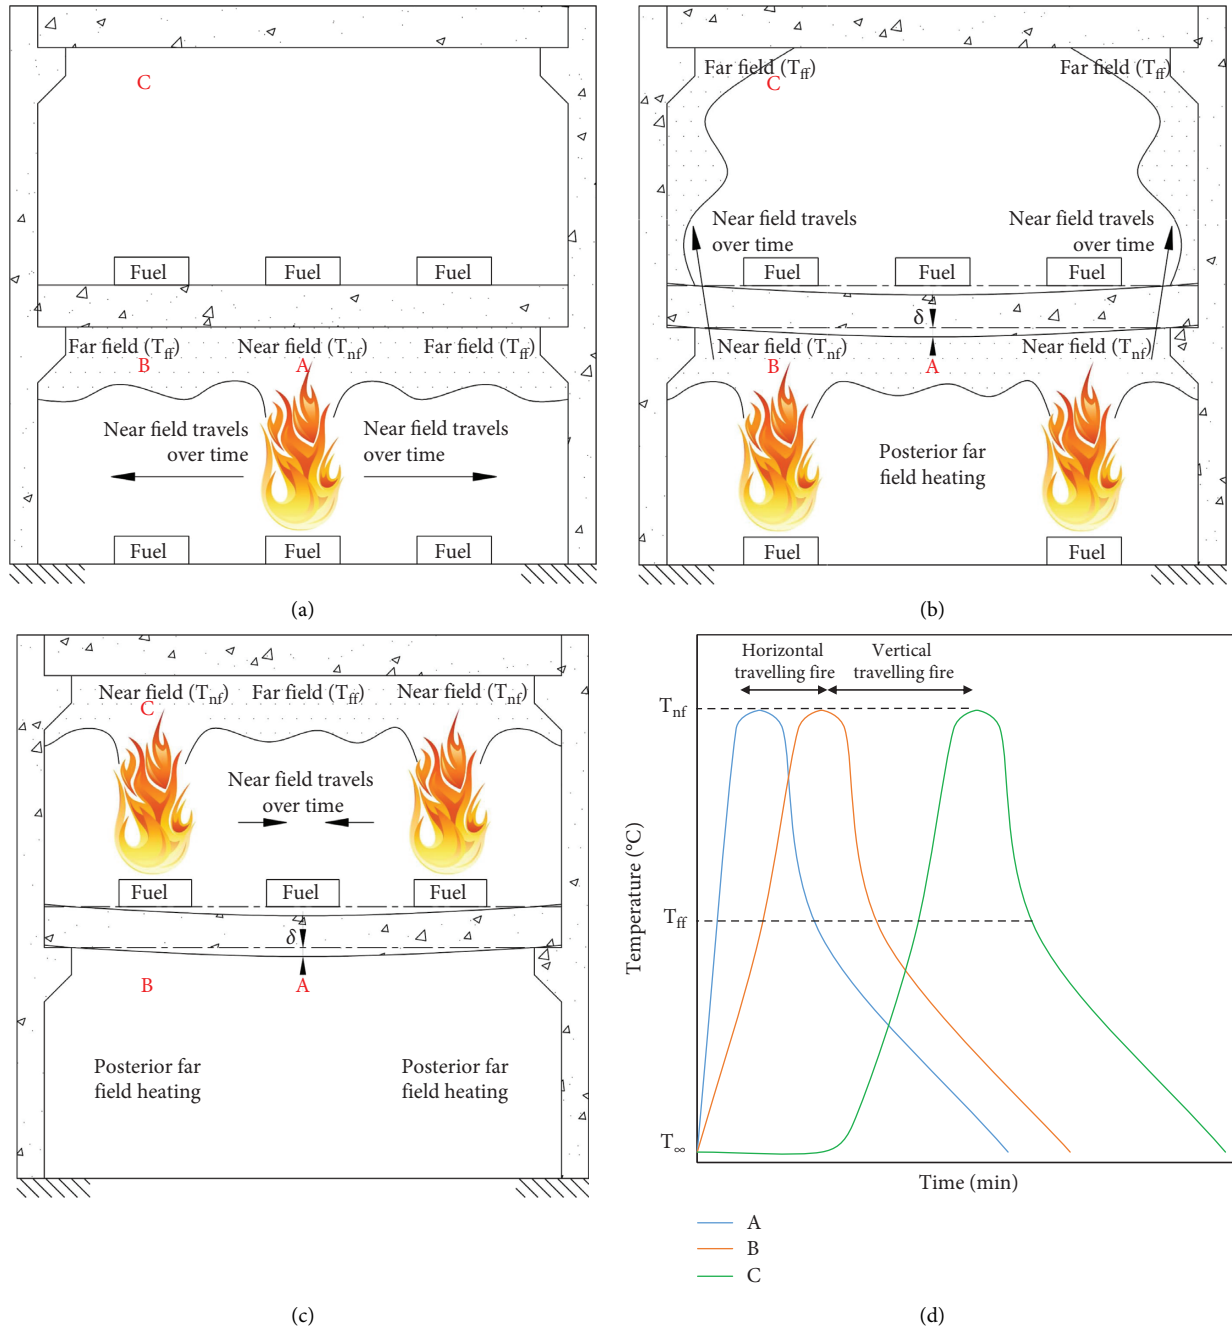 C
Fuel
Fuel
Fuel
Far field (Tff)
Near field (Tnf)
Far field (Tff)
B
A
Near field travels
over time
Near field travels
over time
Fuel
Fuel
Fuel
(a)
Far field (Tff)
Far field (Tff)
C
Near field travels
over time
Near field travels
over time
Fuel
Fuel
Fuel
δ
Near field (Tnf)
Near field (Tnf)
B
A
Posterior far
field heating
Fuel
Fuel
(b)
Near field (Tnf)
Far field (Tff)
Near field (Tnf)
C
Near field travels
over time
Fuel
Fuel
Fuel
δ
B
A
Posterior far
field heating
Posterior far
field heating
(c)
Horizontal
travelling fire
Vertical
travelling fire
Tnf
Tff
T∞
Temperature (°C)
Time (min)
A
B
C
(d)